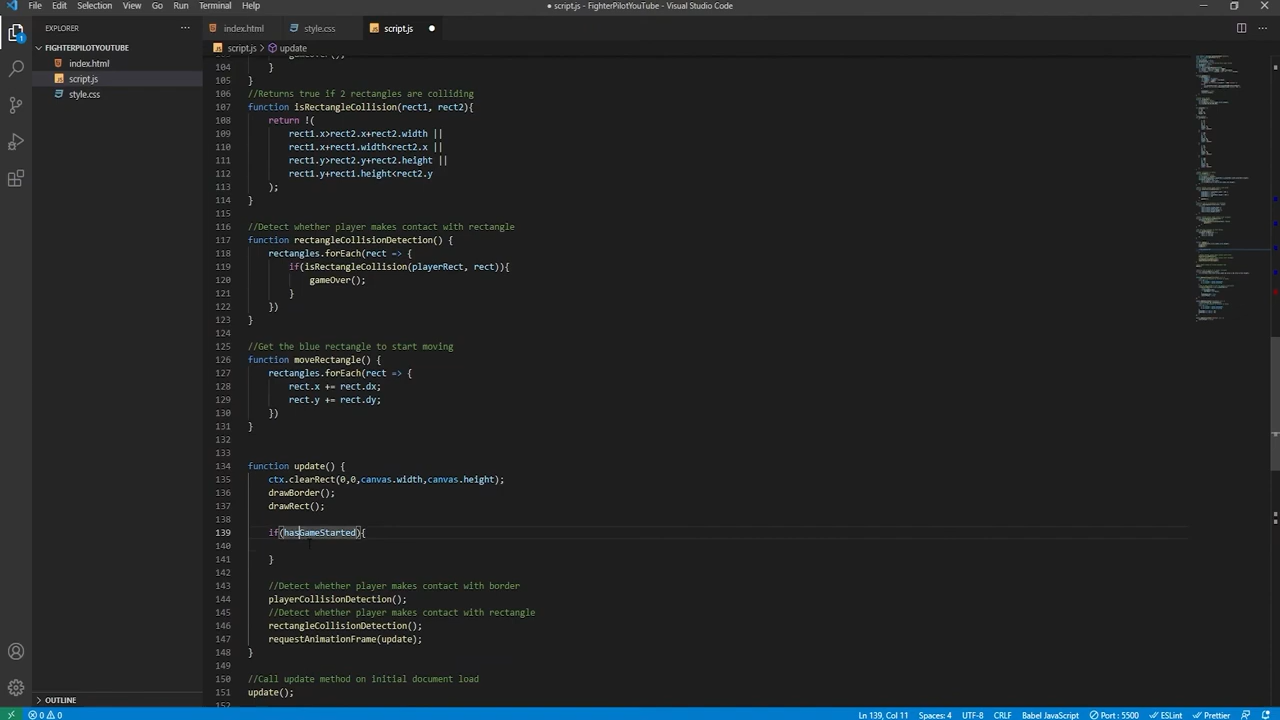 File Edit Selection View Go Run Terminal Help
● script.js - FighterPilotYouTube - Visual Studio Code
EXPLORER
index.html
style.css
script.js
script.js > update
FIGHTERPILOTYOUTUBE
index.html
script.js
style.css
104 }
105 }
106 //Returns true if 2 rectangles are colliding
107 function isRectangleCollision(rect1, rect2){
108 return !(
109 rect1.x>rect2.x+rect2.width ||
110 rect1.x+rect1.width<rect2.x ||
111 rect1.y>rect2.y+rect2.height ||
112 rect1.y+rect1.height<rect2.y
113 );
114 }
115
116 //Detect whether player makes contact with rectangle
117 function rectangleCollisionDetection() {
118 rectangles.forEach(rect => {
119 if(isRectangleCollision(playerRect, rect)){
120 gameOver();
121 }
122 })
123 }
124
125 //Get the blue rectangle to start moving
126 function moveRectangle() {
127 rectangles.forEach(rect => {
128 rect.x += rect.dx;
129 rect.y += rect.dy;
130 })
131 }
132
133
134 function update() {
135 ctx.clearRect(0,0,canvas.width,canvas.height);
136 drawBorder();
137 drawRect();
138
139 if(hasGameStarted){
140
141 }
142
143 //Detect whether player makes contact with border
144 playerCollisionDetection();
145 //Detect whether player makes contact with rectangle
146 rectangleCollisionDetection();
147 requestAnimationFrame(update);
148 }
149
150 //Call update method on initial document load
151 update();
OUTLINE
0 0 Ln 139, Col 11 Spaces: 4 UTF-8 CRLF Babel JavaScript Port : 5500 ESLint Prettier